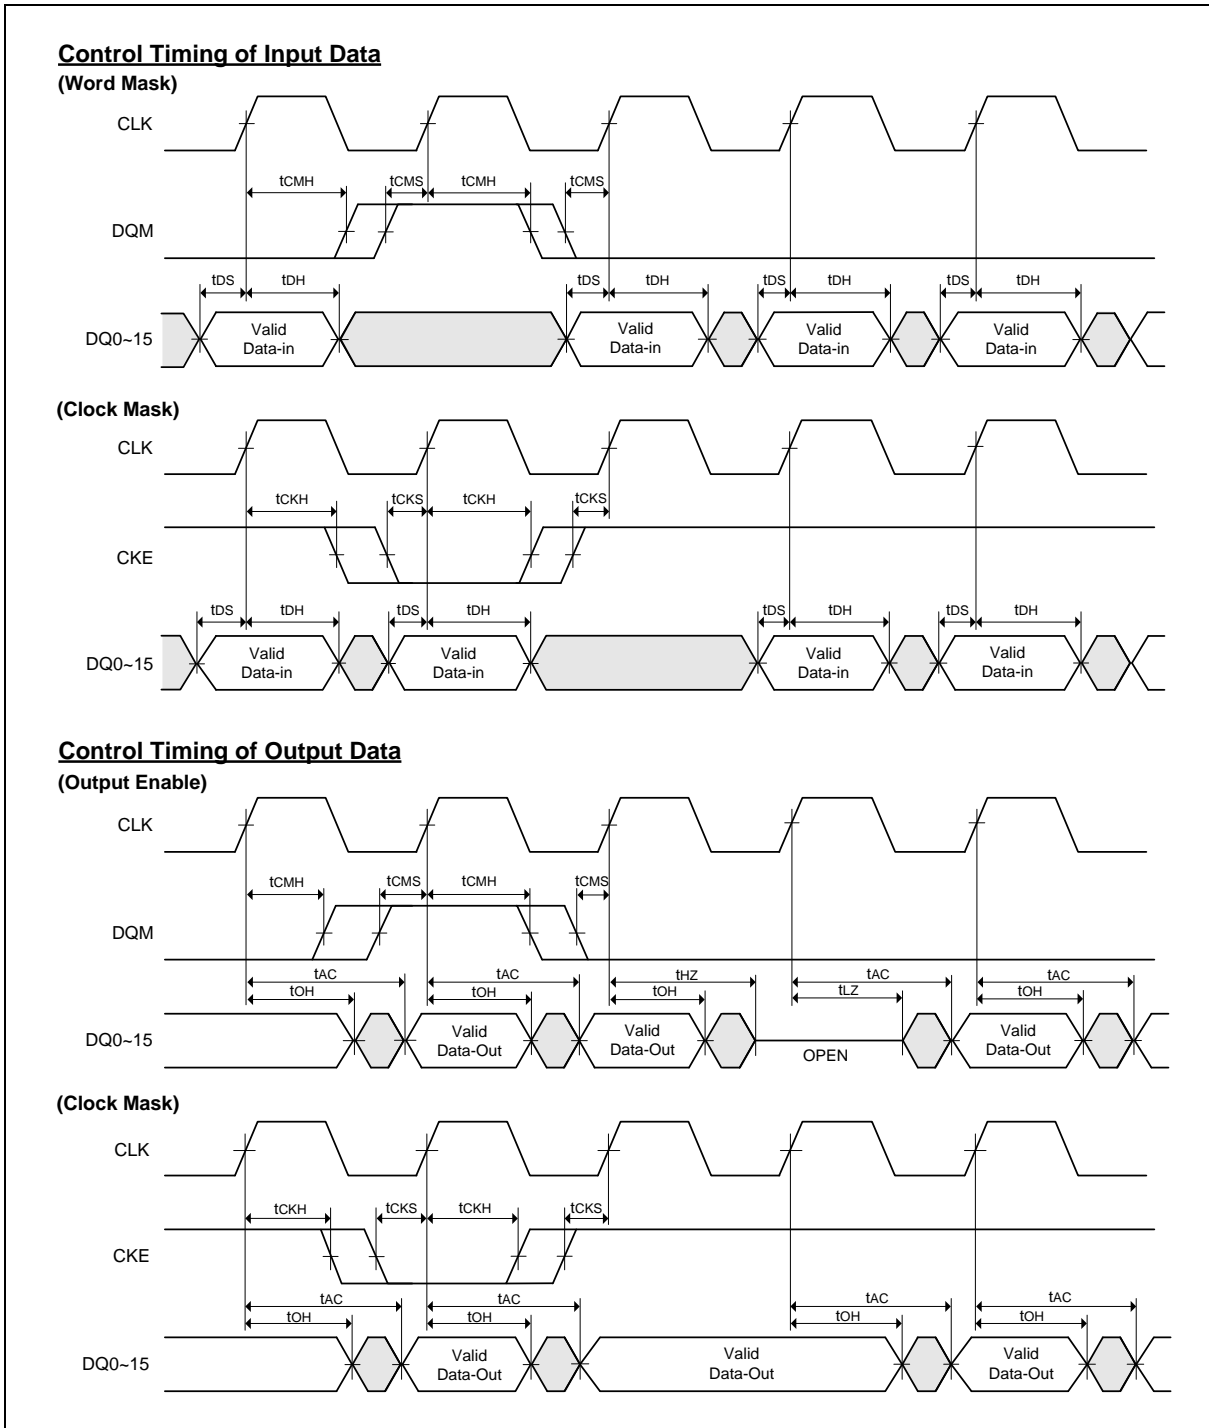 Control Timing of Input Data
(Word Mask)
CLK
tCMH tCMS tCMH tCMS
DQM
tDS tDH tDS tDH tDS tDH tDS tDH
DQ0~15
Valid Data-in
Valid Data-in
Valid Data-in
Valid Data-in
(Clock Mask)
CLK
tCKH tCKS tCKH tCKS
CKE
tDS tDH tDS tDH tDS tDH tDS tDH
DQ0~15
Valid Data-in
Valid Data-in
Valid Data-in
Valid Data-in
Control Timing of Output Data
(Output Enable)
CLK
tCMH tCMS tCMH tCMS
DQM
tAC tAC tHZ tAC tAC
tOH tOH tOH tLZ tOH
DQ0~15
Valid Data-Out
Valid Data-Out
OPEN
Valid Data-Out
(Clock Mask)
CLK
tCKH tCKS tCKH tCKS
CKE
tAC tAC tAC tAC
tOH tOH tOH tOH
DQ0~15
Valid Data-Out
Valid Data-Out
Valid Data-Out